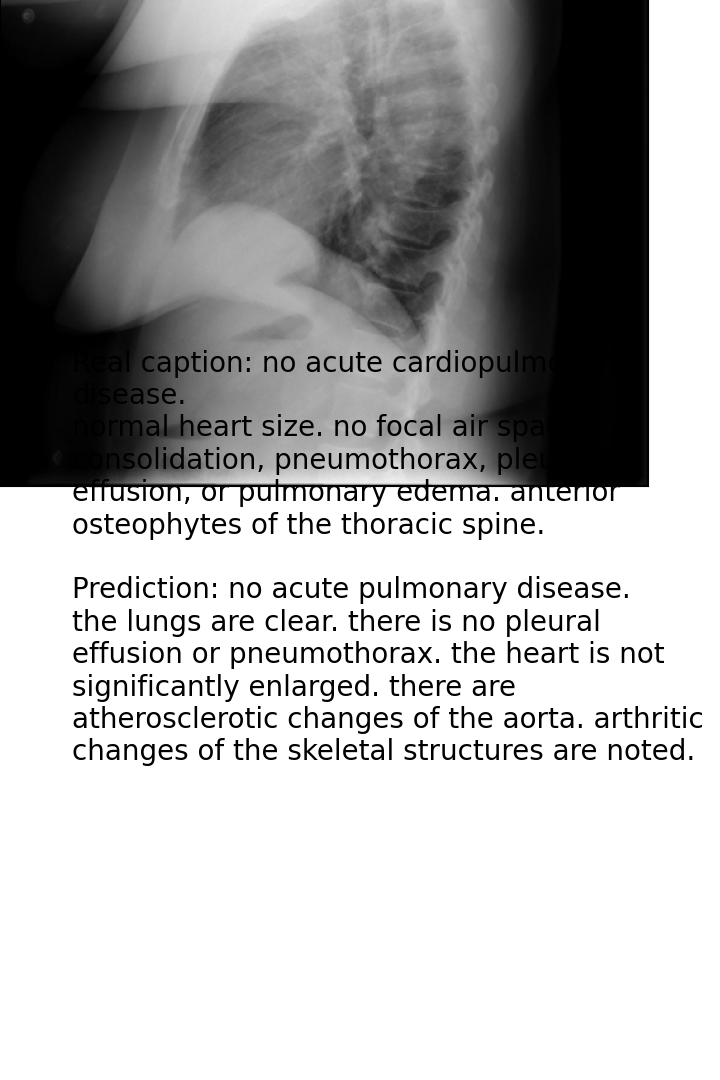 Real caption: no acute cardiopulmo
disease.
normal heart size. no focal air spa
consolidation, pneumothorax, pleu
effusion, or pulmonary edema. anterior
osteophytes of the thoracic spine.
Prediction: no acute pulmonary disease.
the lungs are clear. there is no pleural
effusion or pneumothorax. the heart is not
significantly enlarged. there are
atherosclerotic changes of the aorta. arthritic
changes of the skeletal structures are noted.